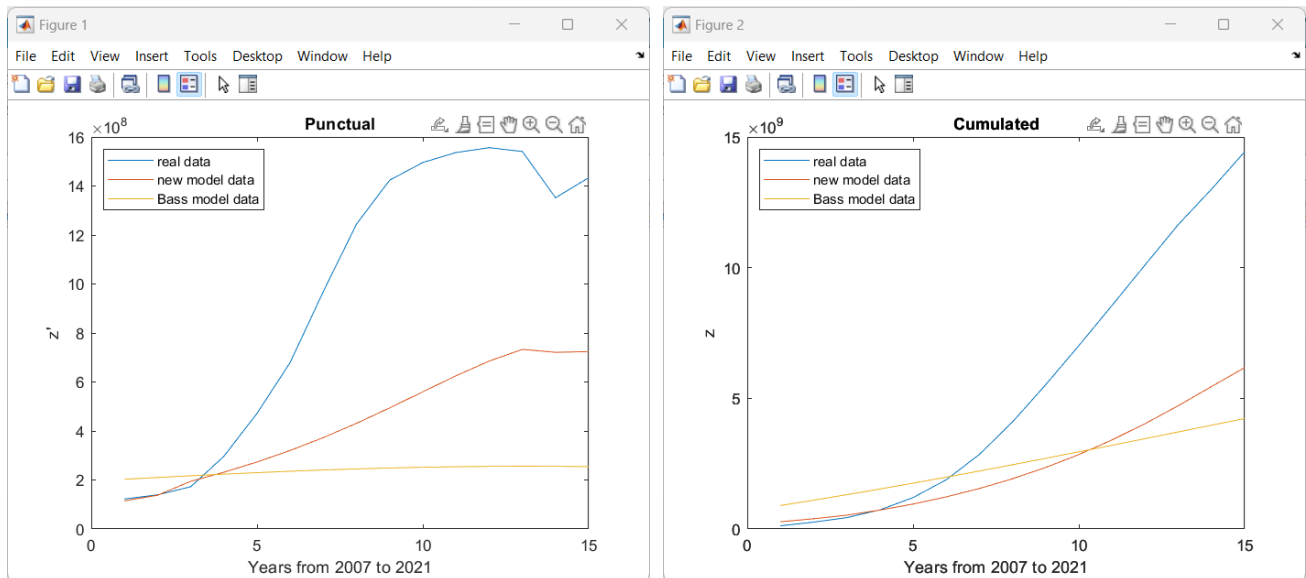 Figure 1
File Edit View Insert Tools Desktop Window Help
×10^8
Punctual
16
14
12
10
8
6
4
2
0
z'
real data
new model data
Bass model data
0 5 10 15
Years from 2007 to 2021
Figure 2
File Edit View Insert Tools Desktop Window Help
×10^9
Cumulated
15
10
5
0
z
real data
new model data
Bass model data
0 5 10 15
Years from 2007 to 2021